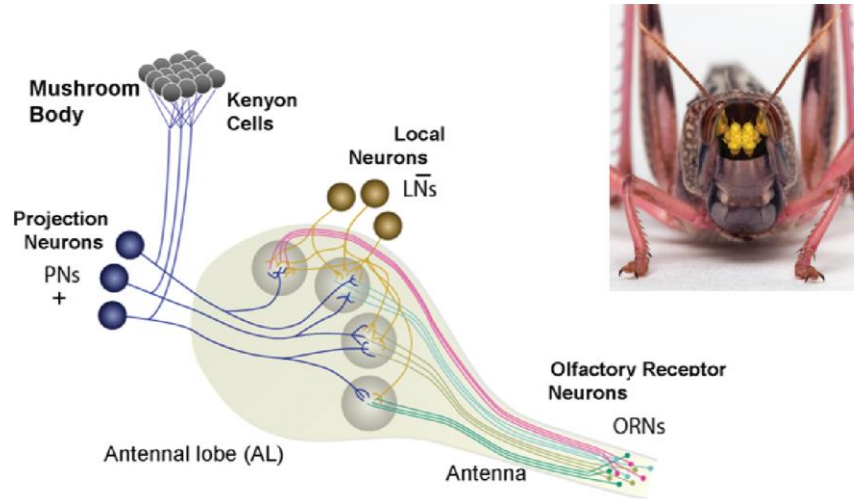 Mushroom
Body
Kenyon
Cells
Local
Neurons
LNs
Projection
Neurons
PNs
+
Olfactory Receptor
Neurons
ORNs
Antennal lobe (AL)
Antenna